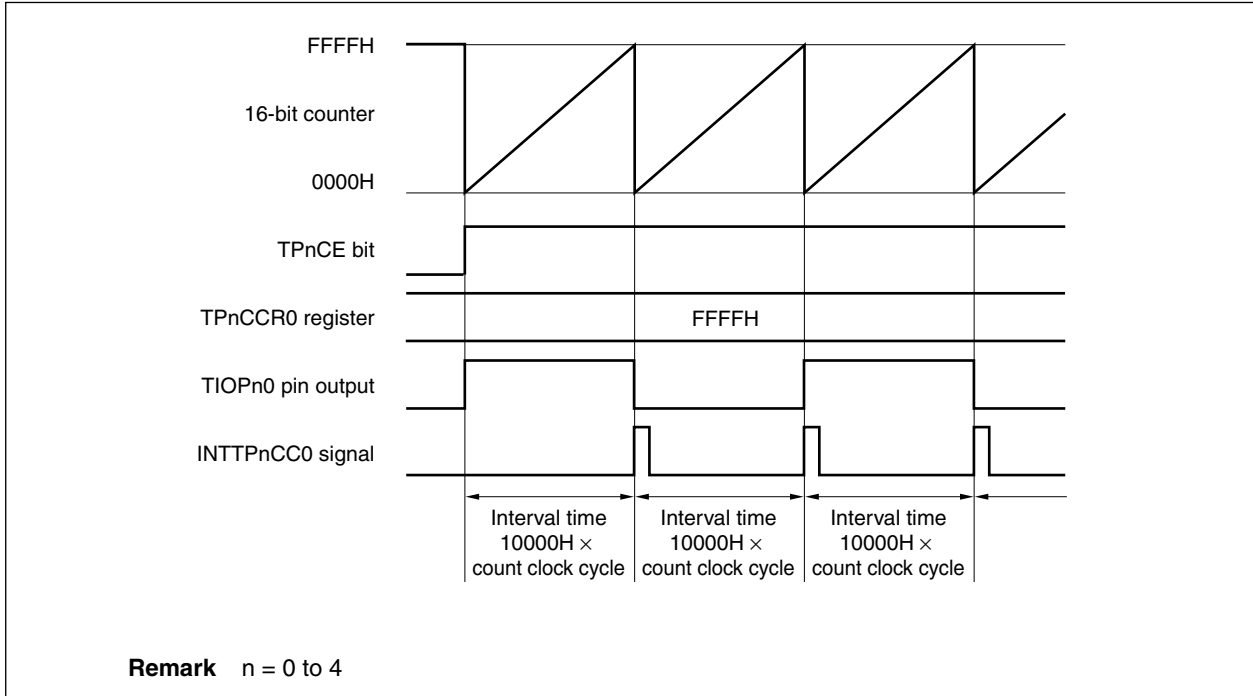 FFFFH
16-bit counter
0000H
TPnCE bit
TPnCCR0 register
FFFFH
TIOPn0 pin output
INTTPnCC0 signal
Interval time
10000H ×
count clock cycle
Interval time
10000H ×
count clock cycle
Interval time
10000H ×
count clock cycle
Remark n = 0 to 4